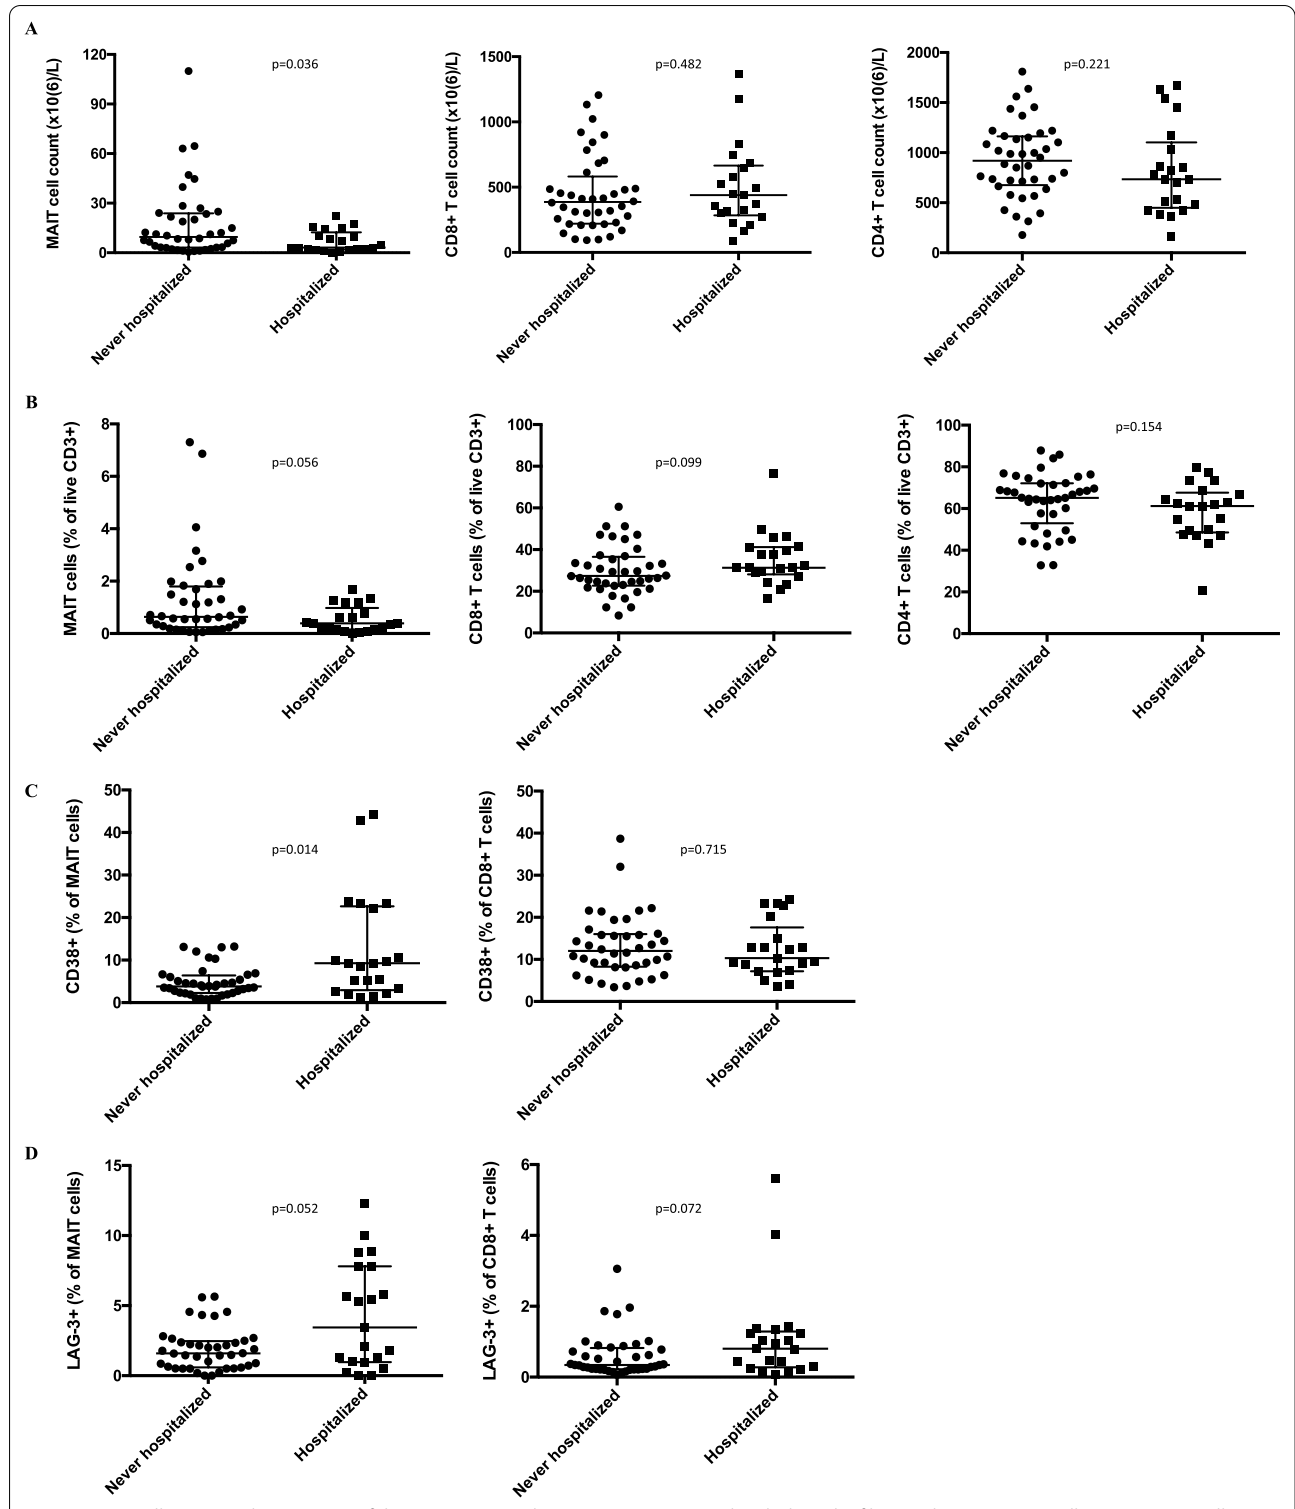 A
MAIT cell count (x10(6)/L)
120
90
60
30
0
p=0.036
Never hospitalized
Hospitalized
CD8+ T cell count (x10(6)/L)
1500
1000
500
0
p=0.482
Never hospitalized
Hospitalized
CD4+ T cell count (x10(6)/L)
2000
1500
1000
500
0
p=0.221
Never hospitalized
Hospitalized
B
MAIT cells (% of live CD3+)
8
6
4
2
0
p=0.056
Never hospitalized
Hospitalized
CD8+ T cells (% of live CD3+)
100
80
60
40
20
0
p=0.099
Never hospitalized
Hospitalized
CD4+ T cells (% of live CD3+)
100
80
60
40
20
0
p=0.154
Never hospitalized
Hospitalized
C
CD38+ (% of MAIT cells)
50
40
30
20
10
0
p=0.014
Never hospitalized
Hospitalized
CD38+ (% of CD8+ T cells)
50
40
30
20
10
0
p=0.715
Never hospitalized
Hospitalized
D
LAG-3+ (% of MAIT cells)
15
10
5
0
p=0.052
Never hospitalized
Hospitalized
LAG-3+ (% of CD8+ T cells)
6
4
2
0
p=0.072
Never hospitalized
Hospitalized